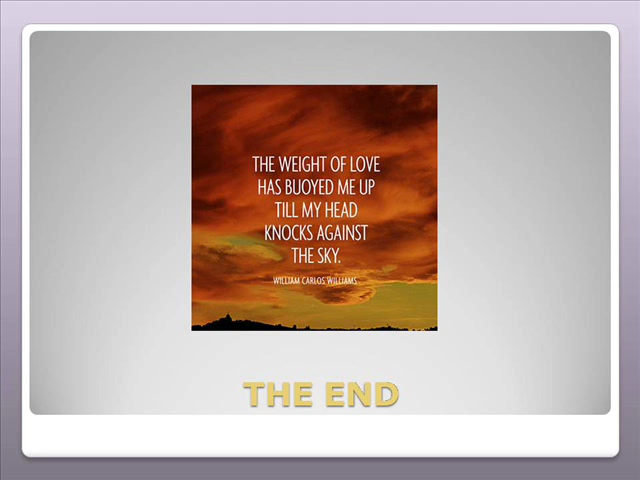 THE WEIGHT OF LOVE
HAS BUOYED ME UP
TILL MY HEAD
KNOCKS AGAINST
THE SKY.
WILLIAM CARLOS WILLIAMS
THE END